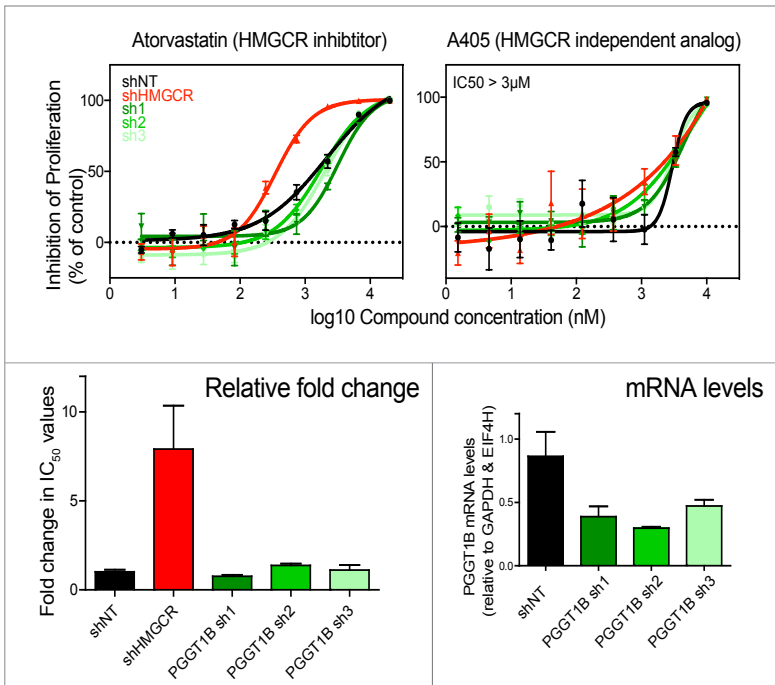 Atorvastatin (HMGCR inhibtitor)
A405 (HMGCR independent analog)
shNT
shHMGCR
sh1
sh2
sh3
IC50 > 3µM
Inhibition of Proliferation
(% of control)
100
50
0
0
1
2
3
4
100
50
0
0
1
2
3
4
log10 Compound concentration (nM)
Relative fold change
Fold change in IC50 values
10
5
0
shNT
shHMGCR
PGGT1B sh1
PGGT1B sh2
PGGT1B sh3
mRNA levels
PGGT1B mRNA levels
(relative to GAPDH & EIF4H)
1.0
0.5
0.0
shNT
PGGT1B sh1
PGGT1B sh2
PGGT1B sh3